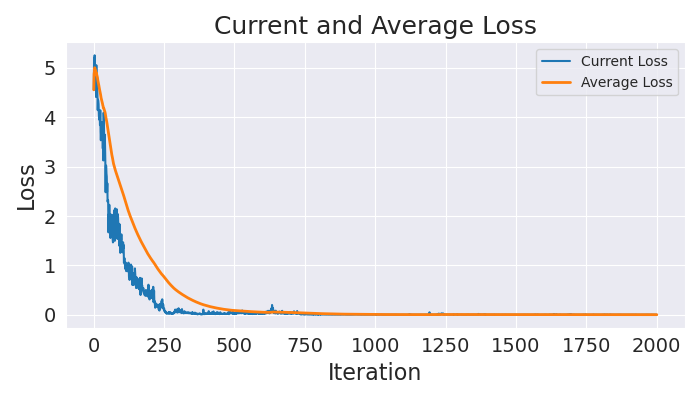 Current and Average Loss
Current Loss
Average Loss
5
4
3
2
1
0
Loss
0 250 500 750 1000 1250 1500 1750 2000
Iteration